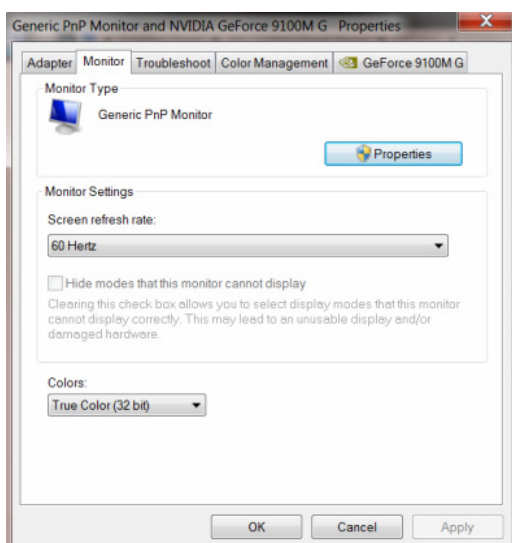 Generic PnP Monitor and NVIDIA GeForce 9100M G Properties
X
Adapter Monitor Troubleshoot Color Management GeForce 9100M G
Monitor Type
Generic PnP Monitor
Properties
Monitor Settings
Screen refresh rate:
60 Hertz
Hide modes that this monitor cannot display
Clearing this check box allows you to select display modes that this monitor
cannot display correctly. This may lead to an unusable display and/or
damaged hardware.
Colors:
True Color (32 bit)
OK Cancel Apply